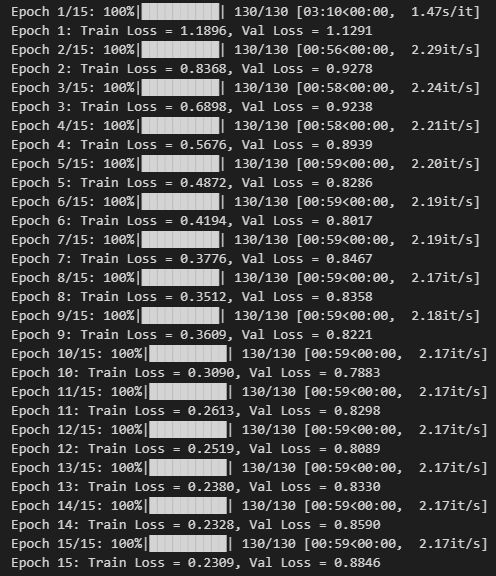 Epoch 1/15: 100%|██████████| 130/130 [03:10<00:00,  1.47s/it]
Epoch 1: Train Loss = 1.1896, Val Loss = 1.1291
Epoch 2/15: 100%|██████████| 130/130 [00:56<00:00,  2.29it/s]
Epoch 2: Train Loss = 0.8368, Val Loss = 0.9278
Epoch 3/15: 100%|██████████| 130/130 [00:58<00:00,  2.24it/s]
Epoch 3: Train Loss = 0.6898, Val Loss = 0.9238
Epoch 4/15: 100%|██████████| 130/130 [00:58<00:00,  2.21it/s]
Epoch 4: Train Loss = 0.5676, Val Loss = 0.8939
Epoch 5/15: 100%|██████████| 130/130 [00:59<00:00,  2.20it/s]
Epoch 5: Train Loss = 0.4872, Val Loss = 0.8286
Epoch 6/15: 100%|██████████| 130/130 [00:59<00:00,  2.19it/s]
Epoch 6: Train Loss = 0.4194, Val Loss = 0.8017
Epoch 7/15: 100%|██████████| 130/130 [00:59<00:00,  2.19it/s]
Epoch 7: Train Loss = 0.3776, Val Loss = 0.8467
Epoch 8/15: 100%|██████████| 130/130 [00:59<00:00,  2.17it/s]
Epoch 8: Train Loss = 0.3512, Val Loss = 0.8358
Epoch 9/15: 100%|██████████| 130/130 [00:59<00:00,  2.18it/s]
Epoch 9: Train Loss = 0.3609, Val Loss = 0.8221
Epoch 10/15: 100%|██████████| 130/130 [00:59<00:00,  2.17it/s]
Epoch 10: Train Loss = 0.3090, Val Loss = 0.7883
Epoch 11/15: 100%|██████████| 130/130 [00:59<00:00,  2.17it/s]
Epoch 11: Train Loss = 0.2613, Val Loss = 0.8298
Epoch 12/15: 100%|██████████| 130/130 [00:59<00:00,  2.17it/s]
Epoch 12: Train Loss = 0.2519, Val Loss = 0.8089
Epoch 13/15: 100%|██████████| 130/130 [00:59<00:00,  2.17it/s]
Epoch 13: Train Loss = 0.2380, Val Loss = 0.8330
Epoch 14/15: 100%|██████████| 130/130 [00:59<00:00,  2.17it/s]
Epoch 14: Train Loss = 0.2328, Val Loss = 0.8590
Epoch 15/15: 100%|██████████| 130/130 [00:59<00:00,  2.17it/s]
Epoch 15: Train Loss = 0.2309, Val Loss = 0.8846